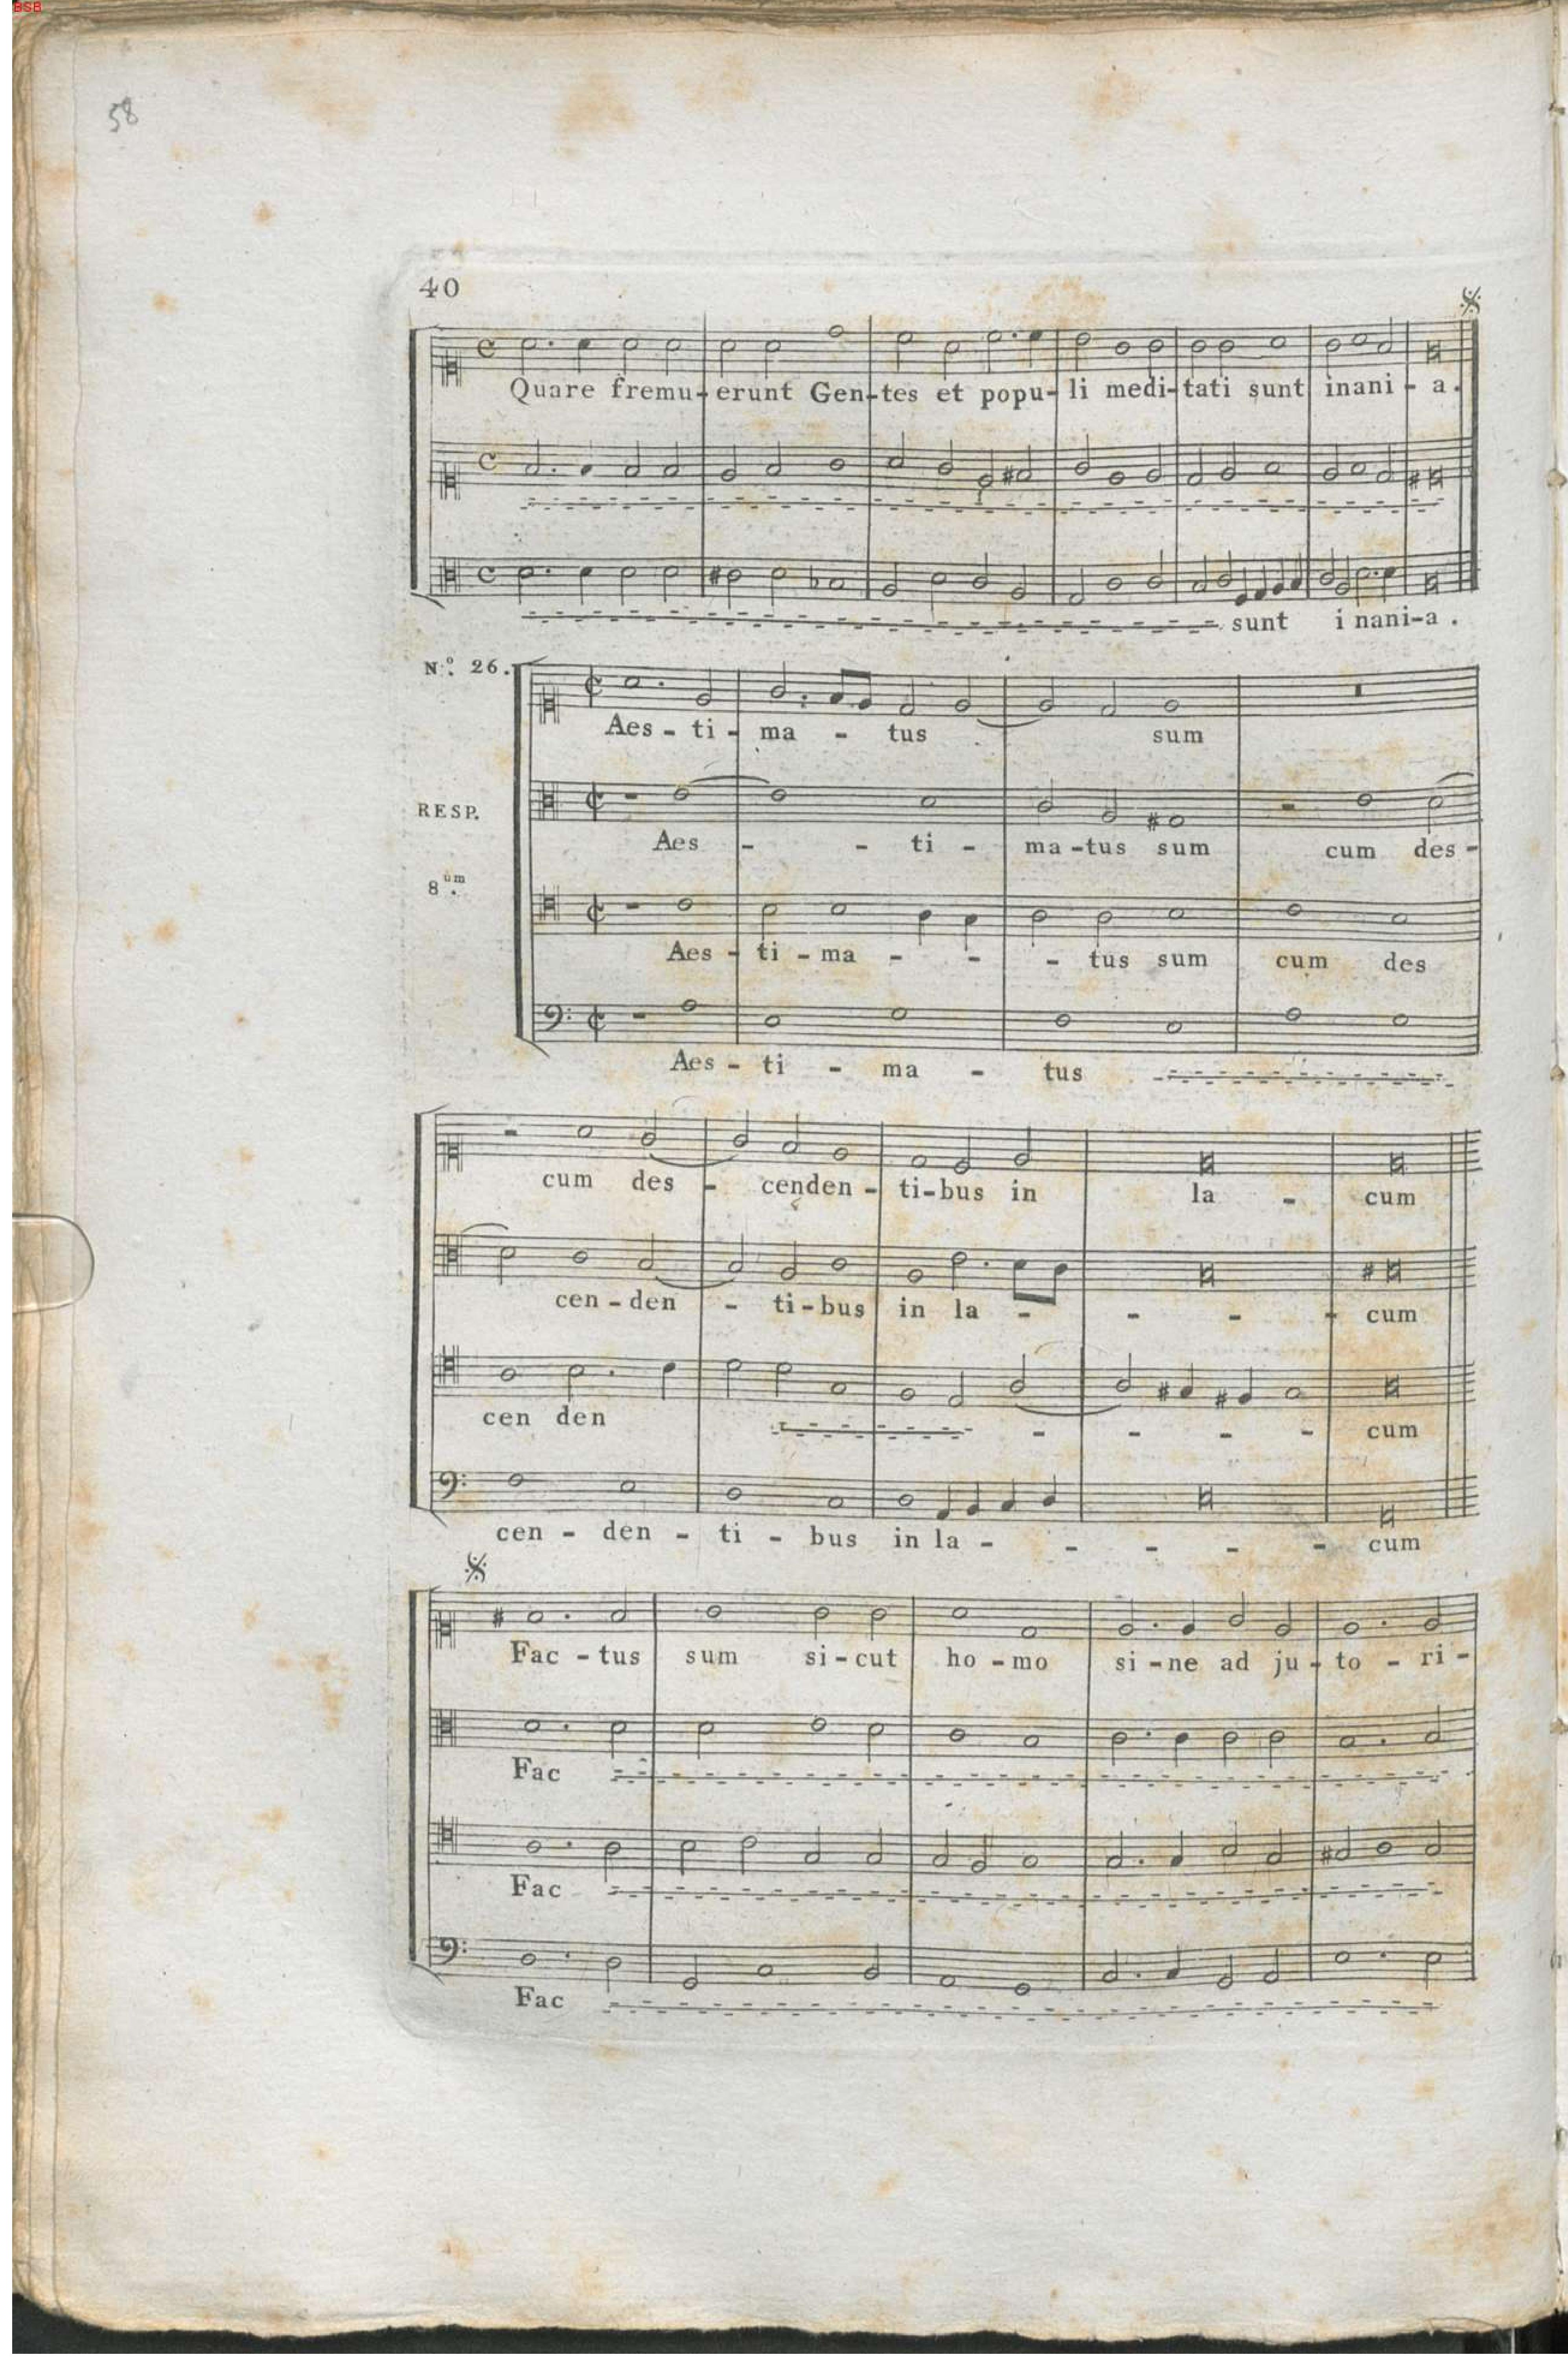 BSB
58
40
Quare fremu-erunt Gen-tes et popu-li medi-tati sunt inani-a.
sunt i nani-a.
N.º 26.
Aes - ti - ma - tus sum
RESP.
Aes - - ti - ma -tus sum cum des -
8.um
Aes - ti - ma - - - tus sum cum des
Aes - ti - ma - tus
cum des - cenden - ti-bus in la - cum
cen - den - ti-bus in la - - - - cum
cen den - - - - cum
cen - den - ti - bus in la - - - - - cum
Fac - tus sum si - cut ho - mo si - ne ad ju - to - ri -
Fac
Fac
Fac